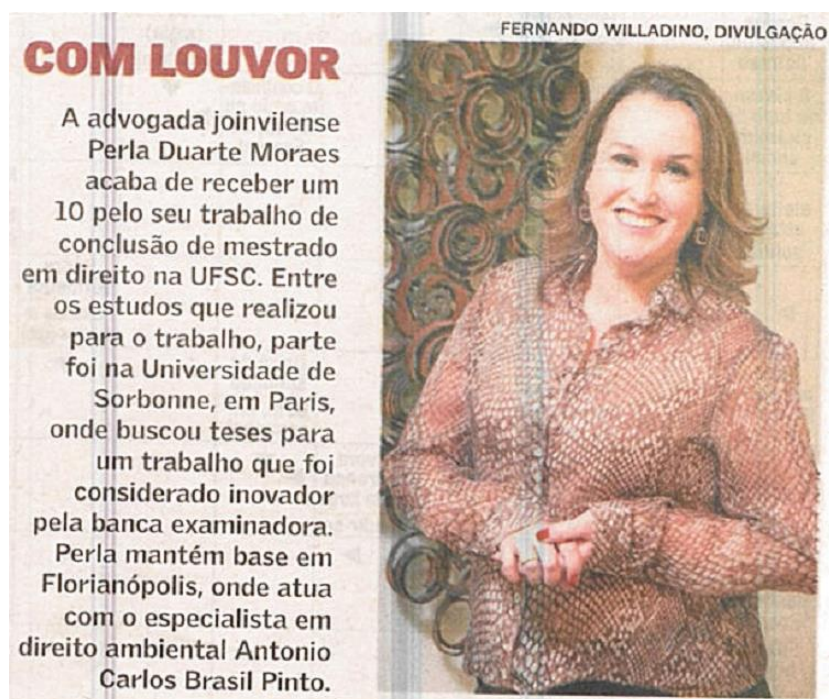 FERNANDO WILLADINO, DIVULGAÇÃO
COM LOUVOR
A advogada joinvilense
Perla Duarte Moraes
acaba de receber um
10 pelo seu trabalho de
conclusão de mestrado
em direito na UFSC. Entre
os estudos que realizou
para o trabalho, parte
foi na Universidade de
Sorbonne, em Paris,
onde buscou teses para
um trabalho que foi
considerado inovador
pela banca examinadora.
Perla mantém base em
Florianópolis, onde atua
com o especialista em
direito ambiental Antonio
Carlos Brasil Pinto.